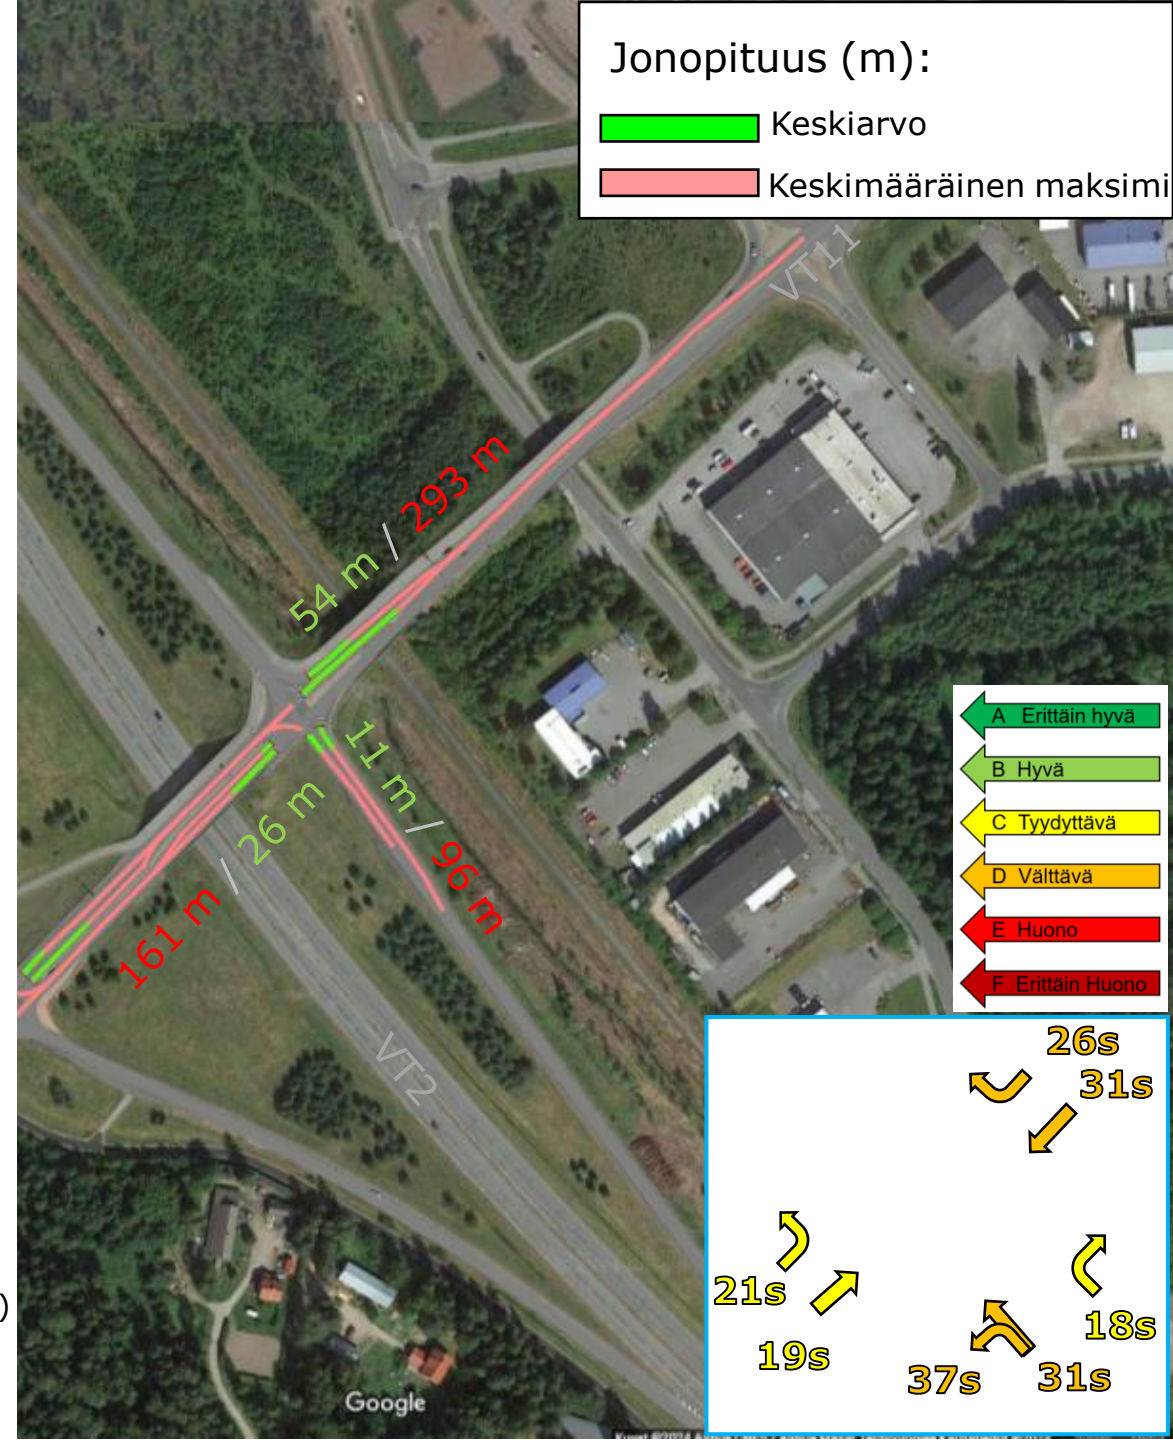 Jonopituus (m):
Keskiarvo
Keskimääräinen maksimi
VT11
54 m / 293 m
11 m / 96 m
161 m / 26 m
VT2
A Erittäin hyvä
B Hyvä
C Tyydyttävä
D Välttävä
E Huono
F Erittäin Huono
26s
31s
21s
19s
18s
37s
31s
)
Google